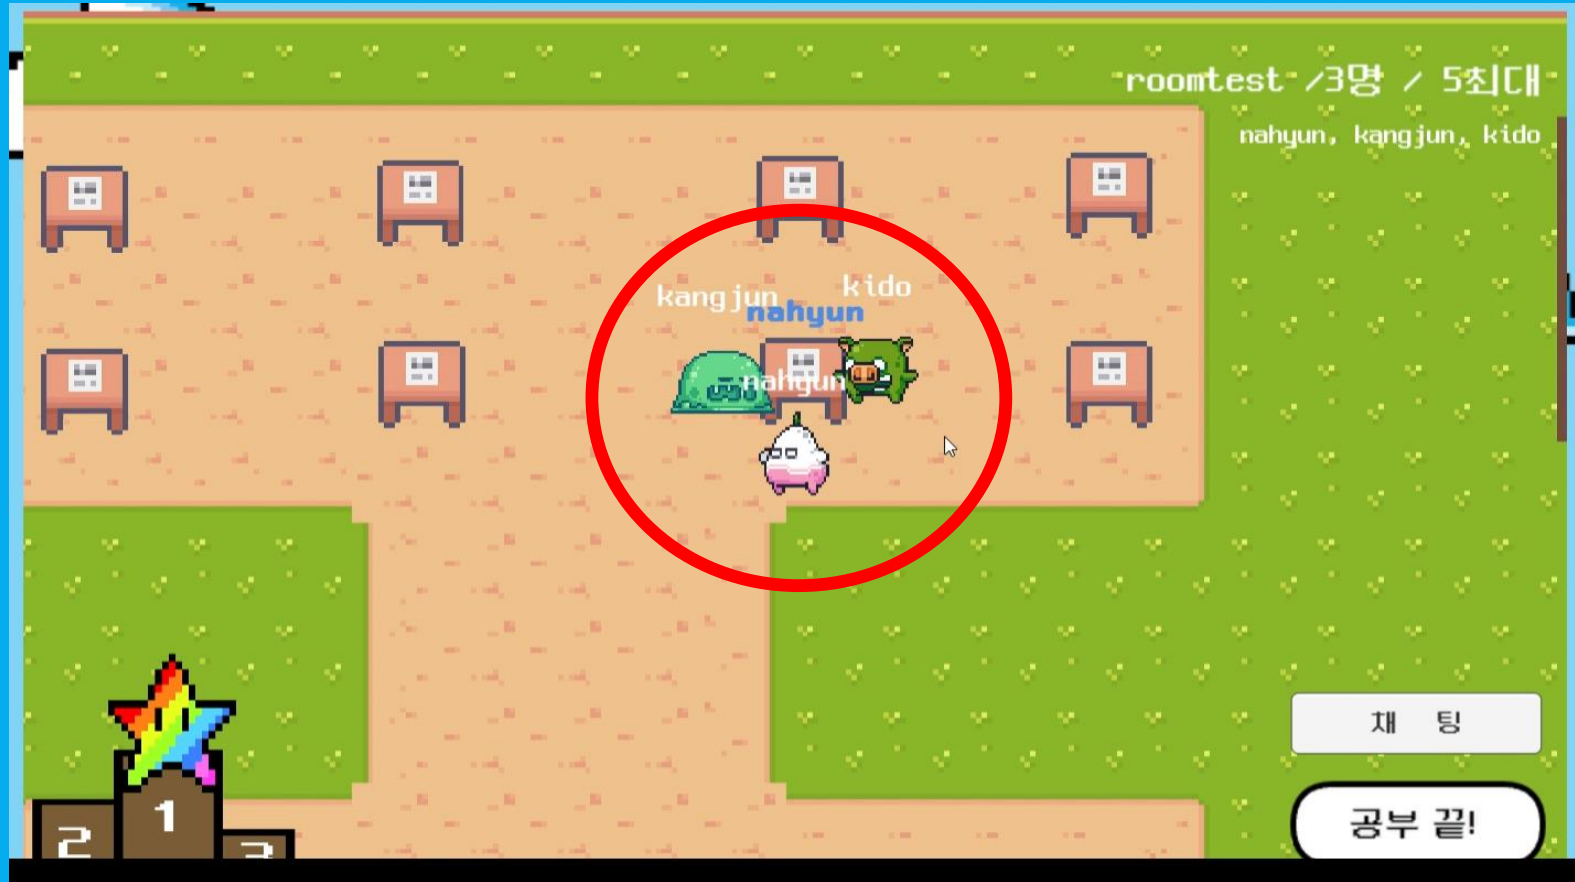 roomtest /3명 / 5최대
nahyun, kangjun, kido
kangjun
kido
nahyun
nahyun
채 팅
공부 끝!
1
2
3